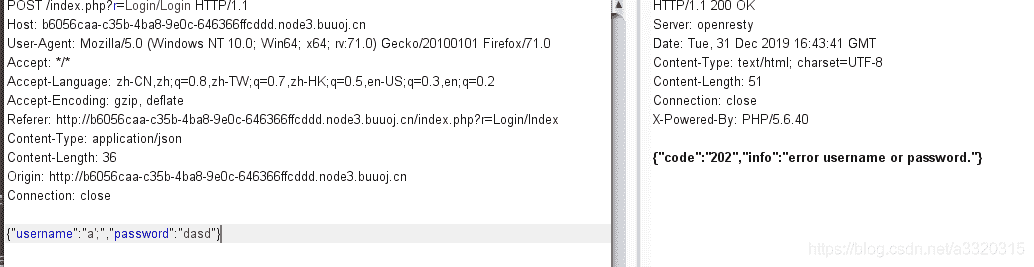 POST /index.php?r=Login/Login HTTP/1.1
Host: b6056caa-c35b-4ba8-9e0c-646366ffcddd.node3.buuoj.cn
User-Agent: Mozilla/5.0 (Windows NT 10.0; Win64; x64; rv:71.0) Gecko/20100101 Firefox/71.0
Accept: */*
Accept-Language: zh-CN,zh;q=0.8,zh-TW;q=0.7,zh-HK;q=0.5,en-US;q=0.3,en;q=0.2
Accept-Encoding: gzip, deflate
Referer: http://b6056caa-c35b-4ba8-9e0c-646366ffcddd.node3.buuoj.cn/index.php?r=Login/Index
Content-Type: application/json
Content-Length: 36
Origin: http://b6056caa-c35b-4ba8-9e0c-646366ffcddd.node3.buuoj.cn
Connection: close
{"username":"a';","password":"dasd"}
HTTP/1.1 200 OK
Server: openresty
Date: Tue, 31 Dec 2019 16:43:41 GMT
Content-Type: text/html; charset=UTF-8
Content-Length: 51
Connection: close
X-Powered-By: PHP/5.6.40
{"code":"202","info":"error username or password."}
https://blog.csdn.net/a3320315